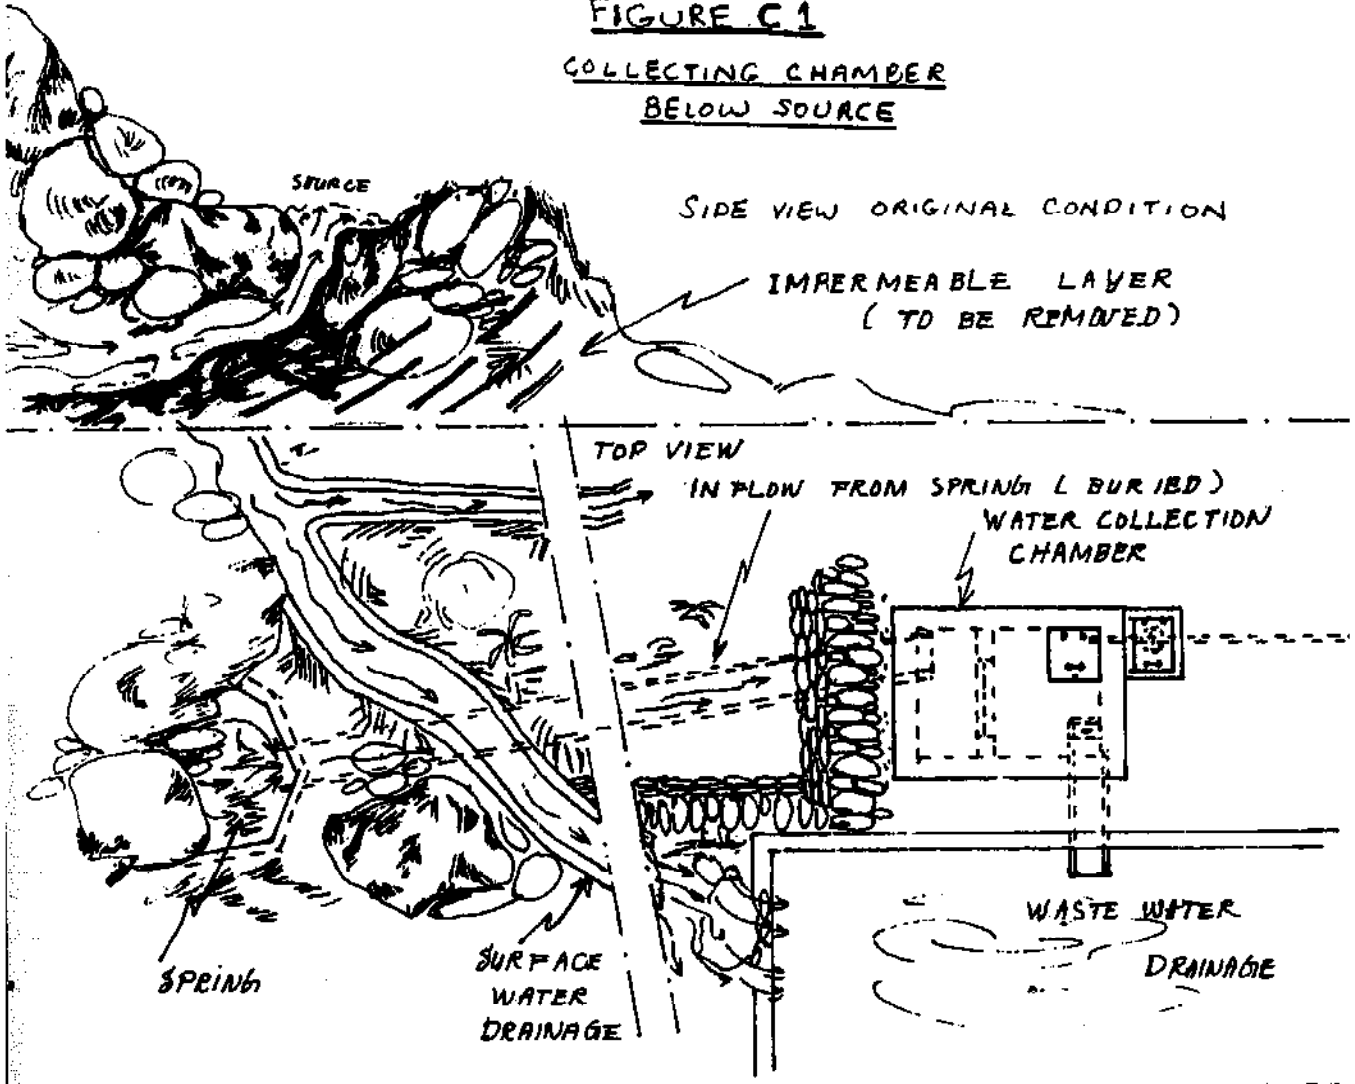 FIGURE C1
COLLECTING CHAMBER
BELOW SOURCE
SOURCE
SIDE VIEW ORIGINAL CONDITION
IMPERMEABLE LAYER
( TO BE REMOVED )
TOP VIEW
INFLOW FROM SPRING ( BURIED )
WATER COLLECTION
CHAMBER
WASTE WATER
DRAINAGE
SURFACE
WATER
DRAINAGE
SPRING